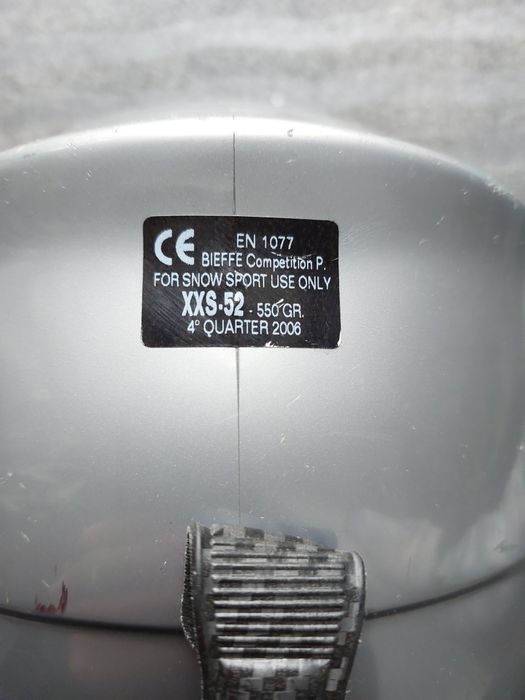 CE EN 1077
BIEFFE Competition P.
FOR SNOW SPORT USE ONLY
XXS-52 - 550 GR.
4° QUARTER 2006